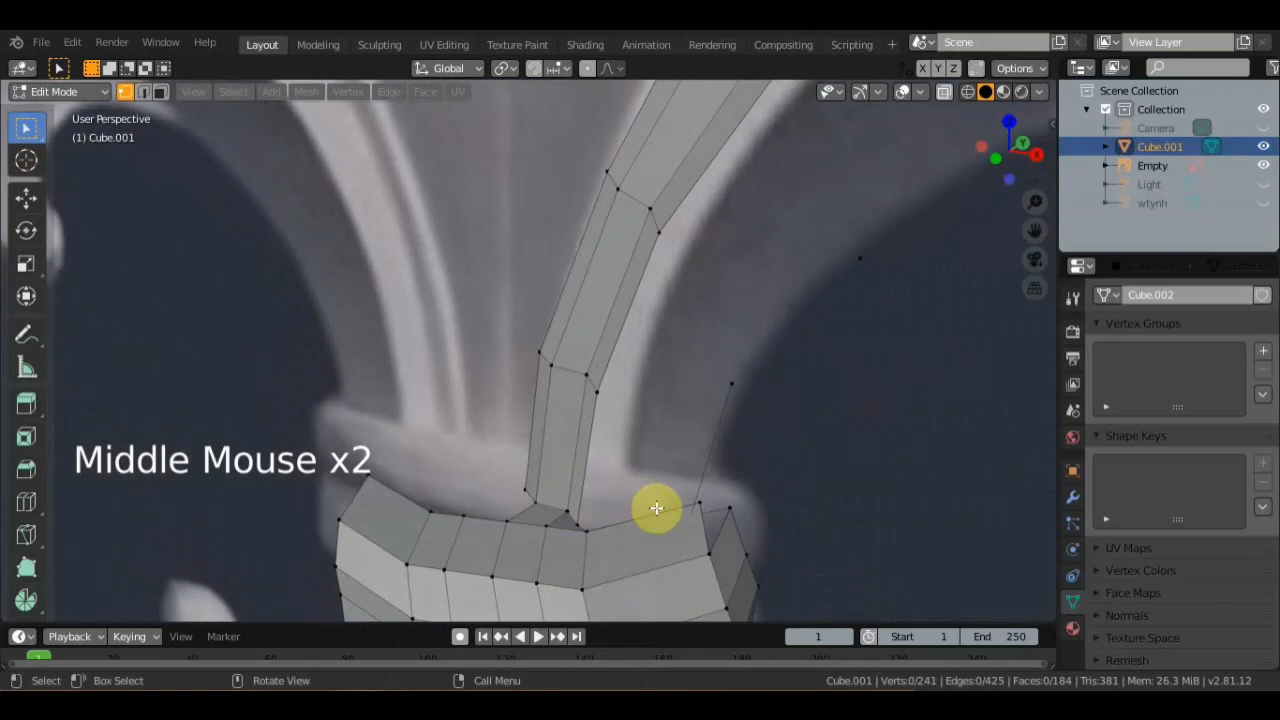 File Edit Render Window Help Layout Modeling Sculpting UV Editing Texture Paint Shading Animation Rendering Compositing Scripting + Scene View Layer
Global X Y Z Options
Edit Mode View Select Add Mesh Vertex Edge Face UV
User Perspective
(1) Cube.001
Z
Y
X
Scene Collection
Collection
Camera
Cube.001
Empty
Light
wtynh
Cube.002
Vertex Groups
Shape Keys
UV Maps
Vertex Colors
Face Maps
Normals
Texture Space
Remesh
Middle Mouse x2
Playback Keying View Marker 1 Start 1 End 250
1
Select Box Select Rotate View Call Menu Cube.001 | Verts:0/241 | Edges:0/425 | Faces:0/184 | Tris:381 | Mem: 26.3 MiB | v2.81.12